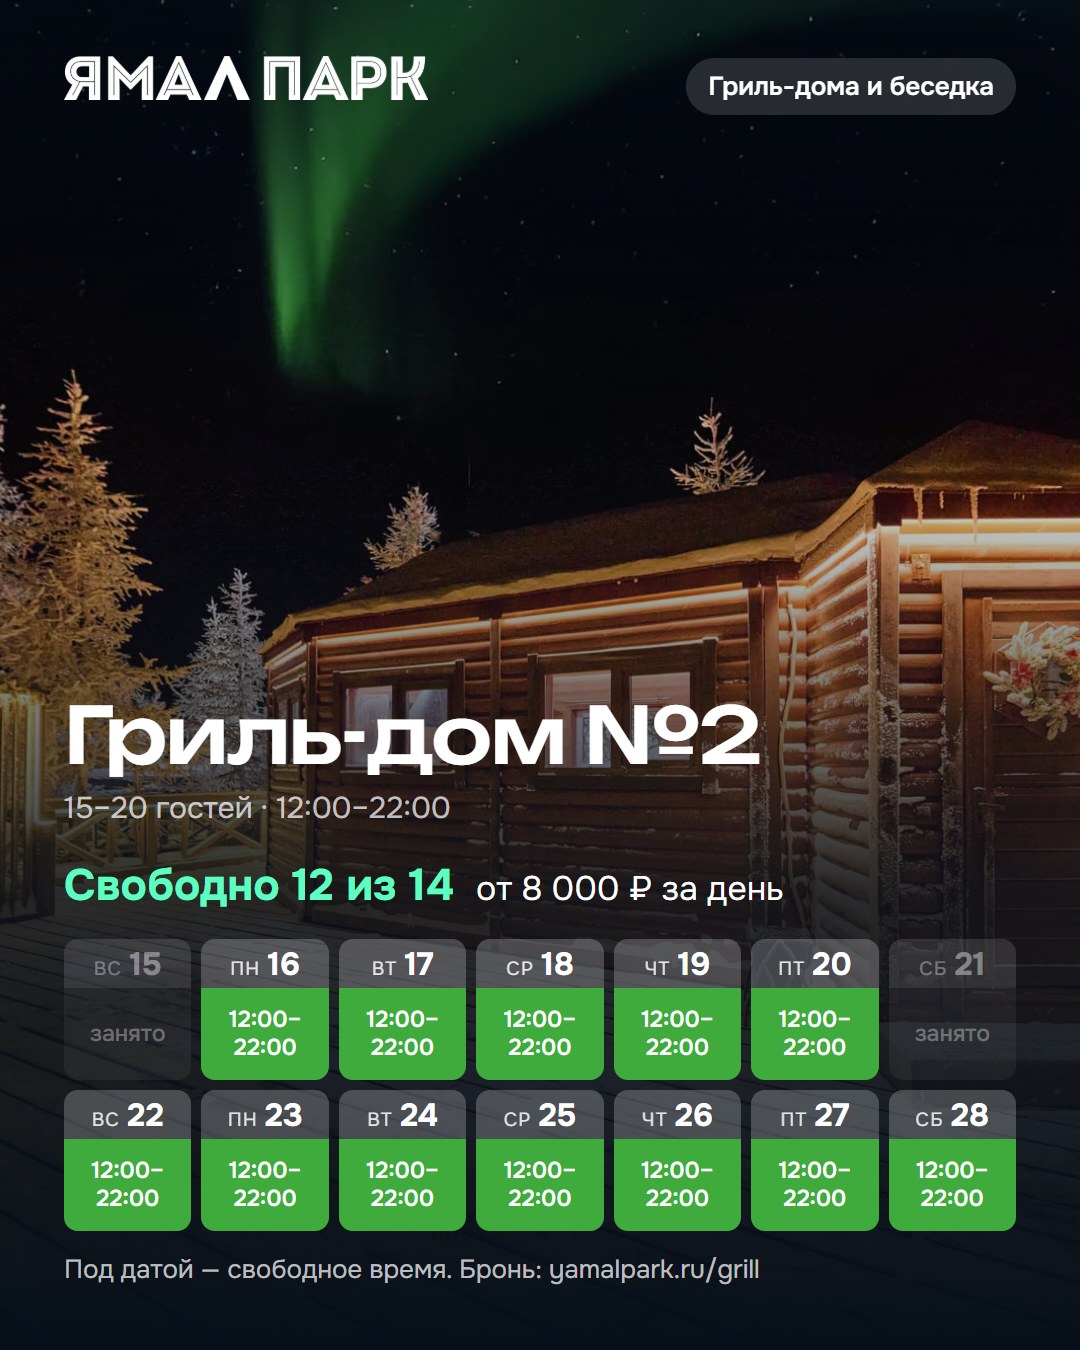 ЯМАЛ ПАРК
Гриль-дома и беседка
Гриль-дом №2
15–20 гостей · 12:00–22:00
Свободно 12 из 14 от 8 000 ₽ за день
ВС 15 ПН 16 ВТ 17 СР 18 ЧТ 19 ПТ 20 СБ 21
занято 12:00– 12:00– 12:00– 12:00– 12:00– занято
22:00 22:00 22:00 22:00 22:00
ВС 22 ПН 23 ВТ 24 СР 25 ЧТ 26 ПТ 27 СБ 28
12:00– 12:00– 12:00– 12:00– 12:00– 12:00– 12:00–
22:00 22:00 22:00 22:00 22:00 22:00 22:00
Под датой — свободное время. Бронь: yamalpark.ru/grill